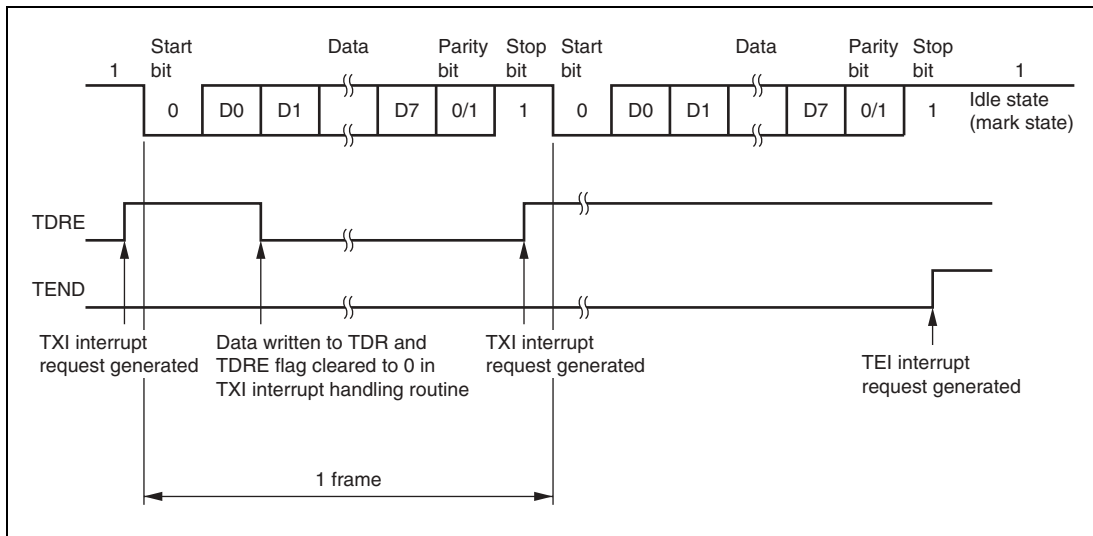 Start bit
Data
Parity bit
Stop bit
Start bit
Data
Parity bit
Stop bit
1
1
0
D0
D1
D7
0/1
1
0
D0
D1
D7
0/1
1
Idle state
(mark state)
TDRE
TEND
TXI interrupt
request generated
Data written to TDR and
TDRE flag cleared to 0 in
TXI interrupt handling routine
TXI interrupt
request generated
TEI interrupt
request generated
1 frame